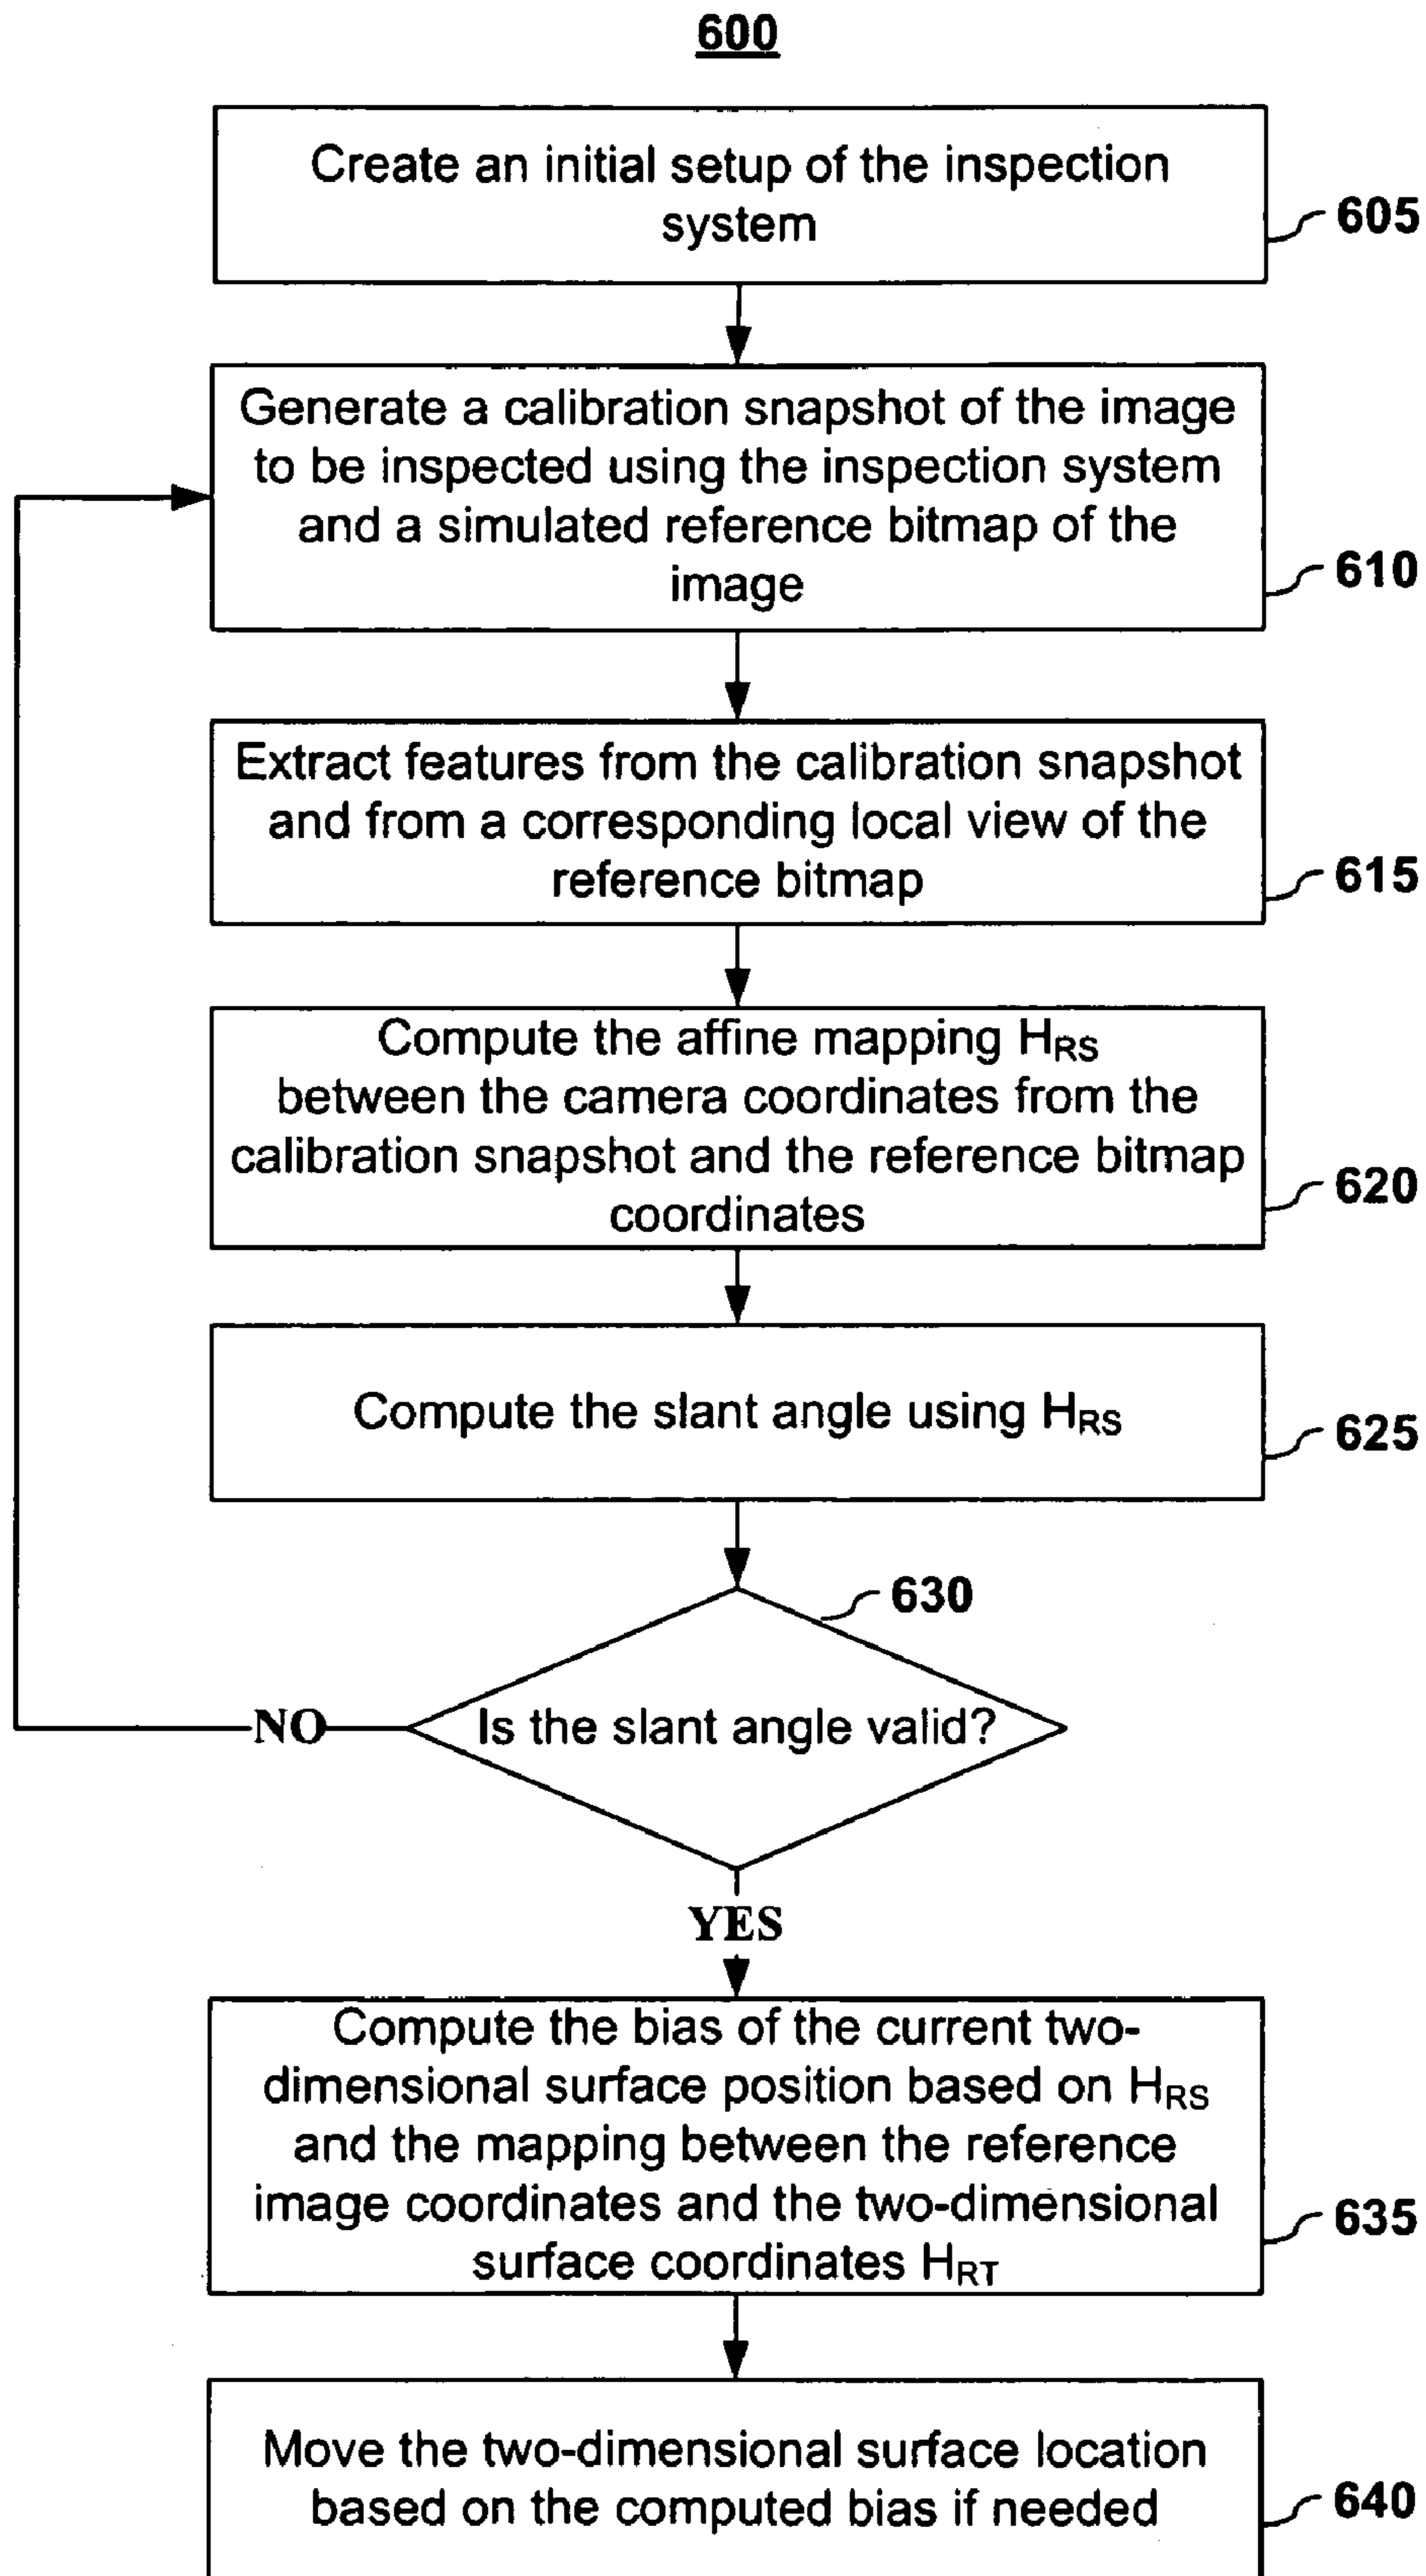 600
Create an initial setup of the inspection
system
605
Generate a calibration snapshot of the image
to be inspected using the inspection system
and a simulated reference bitmap of the
image
610
Extract features from the calibration snapshot
and from a corresponding local view of the
reference bitmap
615
Compute the affine mapping HRS
between the camera coordinates from the
calibration snapshot and the reference bitmap
coordinates
620
Compute the slant angle using HRS
625
630
Is the slant angle valid?
NO
YES
Compute the bias of the current two-
dimensional surface position based on HRS
and the mapping between the reference
image coordinates and the two-dimensional
surface coordinates HRT
635
Move the two-dimensional surface location
based on the computed bias if needed
640